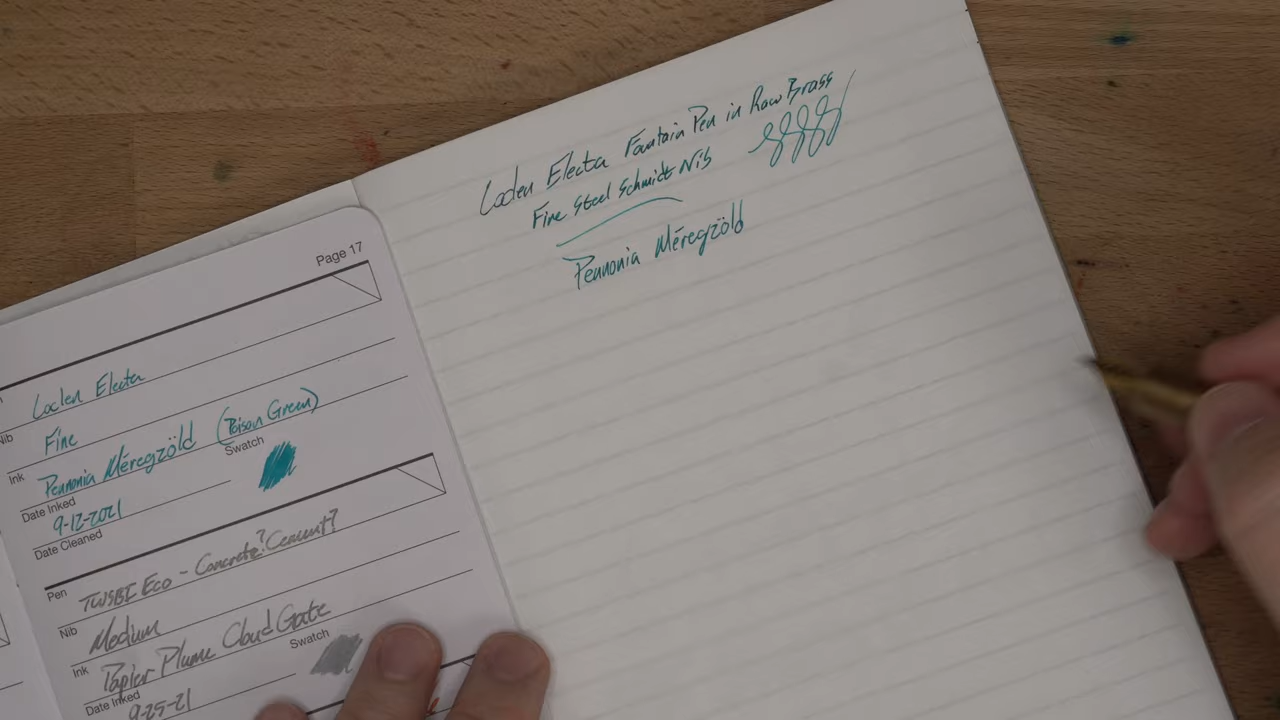 Page 17
Loclen Electa
Nib Fine
Ink Pennonia Méregzöld (Poison Green)
Swatch
Date Inked 9-12-2021
Date Cleaned
Pen TWSBI Eco - Concrete? Cement?
Nib Medium
Ink Papier Plume Cloud Gate
Swatch
Date Inked 9-25-21
Loclen Electa Fountain Pen in Raw Brass
Fine Steel Schmidt Nib
Pennonia Méregzöld